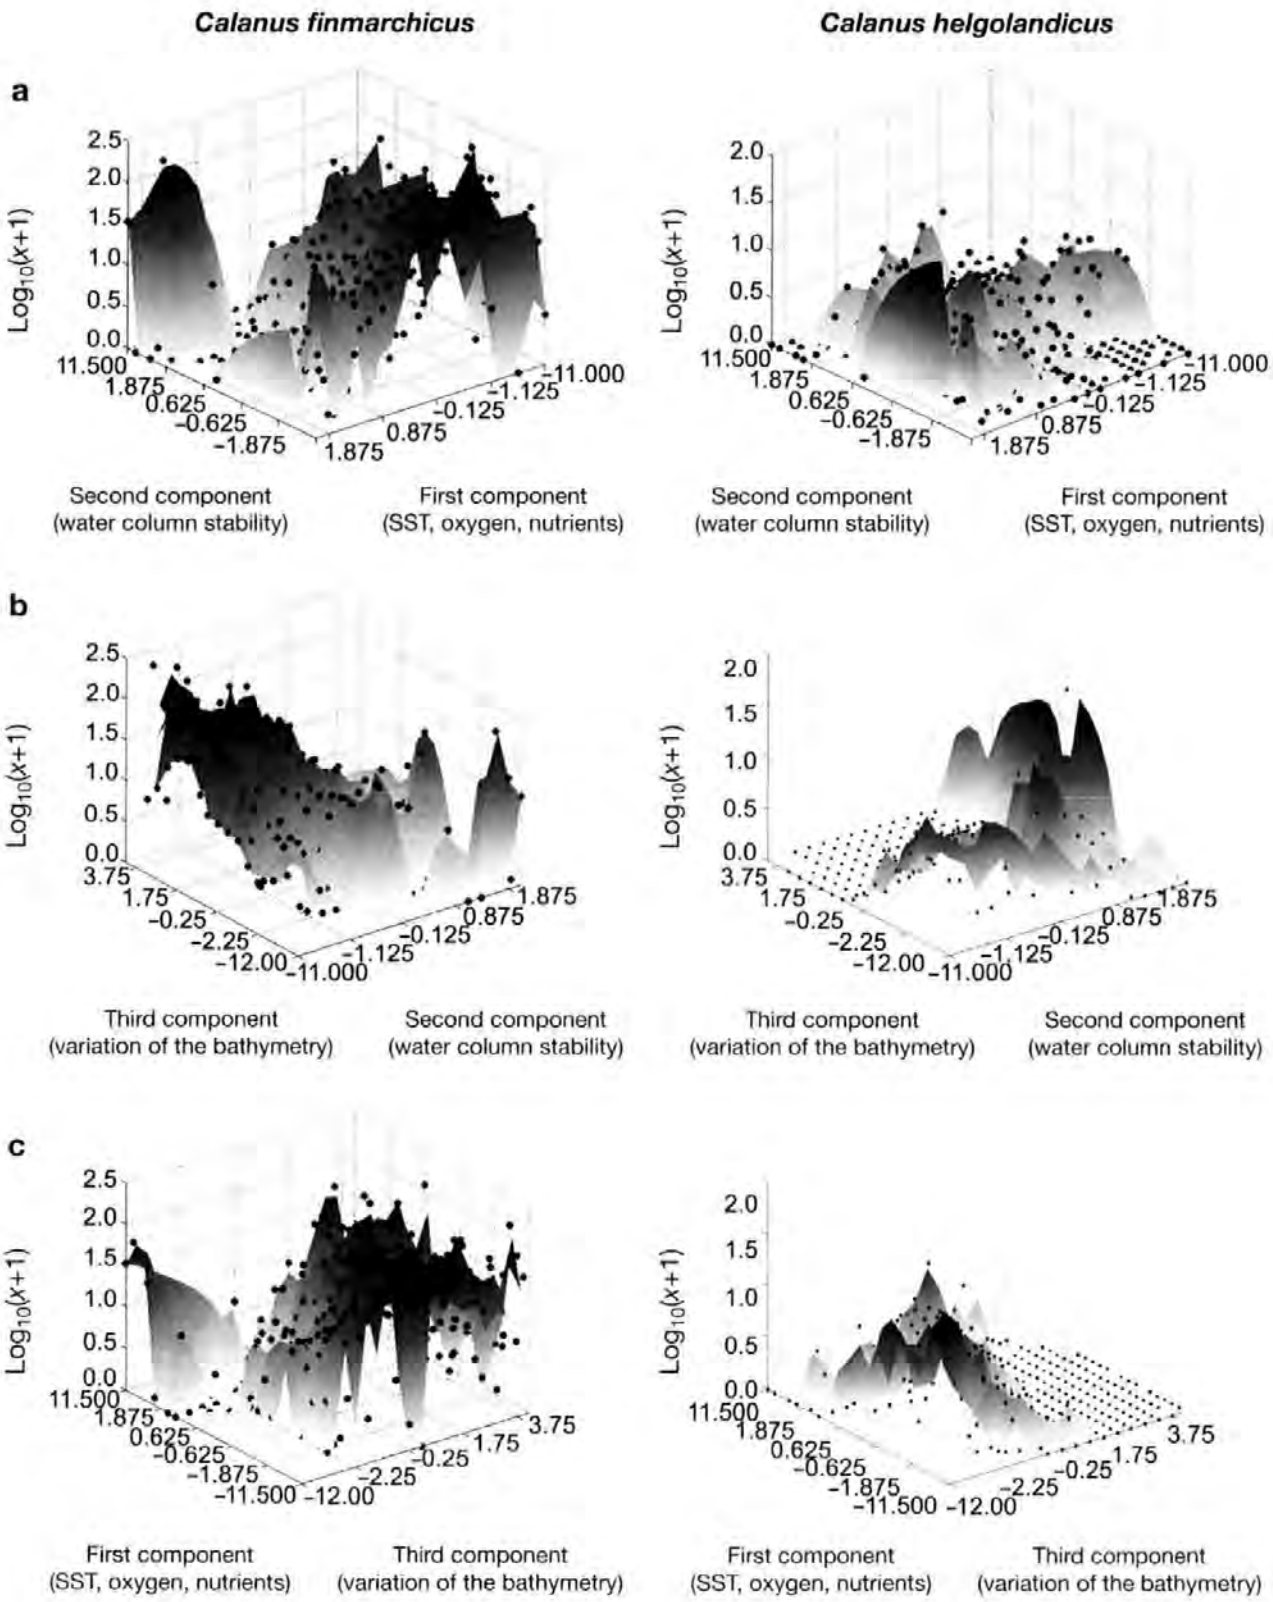 Calanus finmarchicus
Calanus helgolandicus
a
2.5
2.0
1.5
1.0
0.5
0.0
Log10(x+1)
11.500
1.875
0.625
−0.625
−1.875
1.875
0.875
−0.125
−1.125
−11.000
Second component
(water column stability)
First component
(SST, oxygen, nutrients)
2.0
1.5
1.0
0.5
0.0
Log10(x+1)
11.500
1.875
0.625
−0.625
−1.875
1.875
0.875
−0.125
−1.125
−11.000
Second component
(water column stability)
First component
(SST, oxygen, nutrients)
b
2.5
2.0
1.5
1.0
0.5
0.0
Log10(x+1)
3.75
1.75
−0.25
−2.25
−12.00
−11.000
−1.125
−0.125
0.875
1.875
Third component
(variation of the bathymetry)
Second component
(water column stability)
2.0
1.5
1.0
0.5
0.0
Log10(x+1)
3.75
1.75
−0.25
−2.25
−12.00
−11.000
−1.125
−0.125
0.875
1.875
Third component
(variation of the bathymetry)
Second component
(water column stability)
c
2.5
2.0
1.5
1.0
0.5
0.0
Log10(x+1)
11.500
1.875
0.625
−0.625
−1.875
−11.500
−12.00
−2.25
−0.25
1.75
3.75
First component
(SST, oxygen, nutrients)
Third component
(variation of the bathymetry)
2.0
1.5
1.0
0.5
0.0
Log10(x+1)
11.500
1.875
0.625
−0.625
−1.875
−11.500
−12.00
−2.25
−0.25
1.75
3.75
First component
(SST, oxygen, nutrients)
Third component
(variation of the bathymetry)